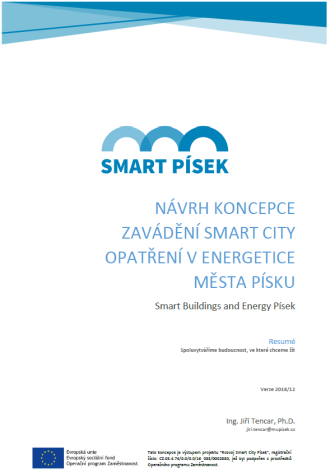 SMART PÍSEK
NÁVRH KONCEPCE
ZAVÁDĚNÍ SMART CITY
OPATŘENÍ V ENERGETICE
MĚSTA PÍSKU
Smart Buildings and Energy Písek
Resumé
Spoluvytváříme budoucnost, ve které chceme žít
Verze 2018/12
Ing. Jiří Tencar, Ph.D.
jiri.tencar@mupisek.cz
Evropská unie
Evropský sociální fond
Operační program Zaměstnanost
Tato koncepce je výstupem projektu "Rozvoj Smart City Písek", registrační
číslo: jež byl podpořen z prostředků
Operačního programu Zaměstnanost.